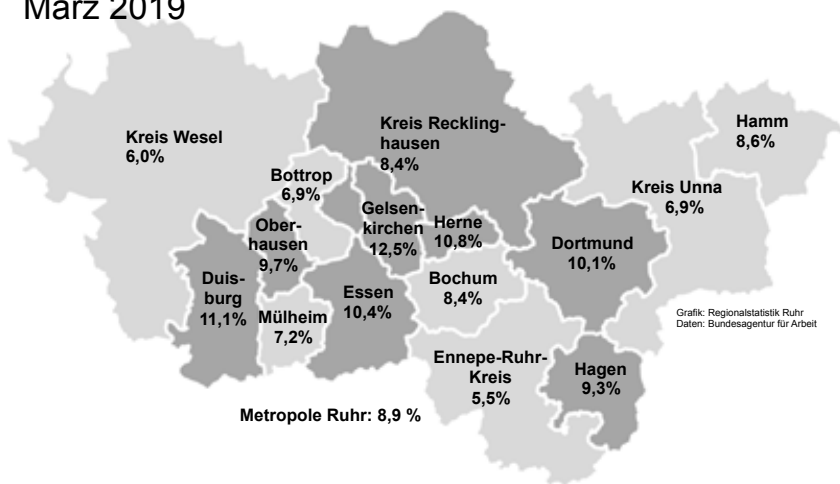 März 2019
Kreis Wesel
6,0%
Kreis Reckling-
hausen
8,4%
Hamm
8,6%
Bottrop
6,9%
Kreis Unna
6,9%
Gelsen-
kirchen
12,5%
Ober-
hausen
9,7%
Herne
10,8%
Dortmund
10,1%
Duis-
burg
11,1%
Essen
10,4%
Bochum
8,4%
Mülheim
7,2%
Grafik: Regionalstatistik Ruhr
Daten: Bundesagentur für Arbeit
Ennepe-Ruhr-
Kreis
5,5%
Hagen
9,3%
Metropole Ruhr: 8,9 %